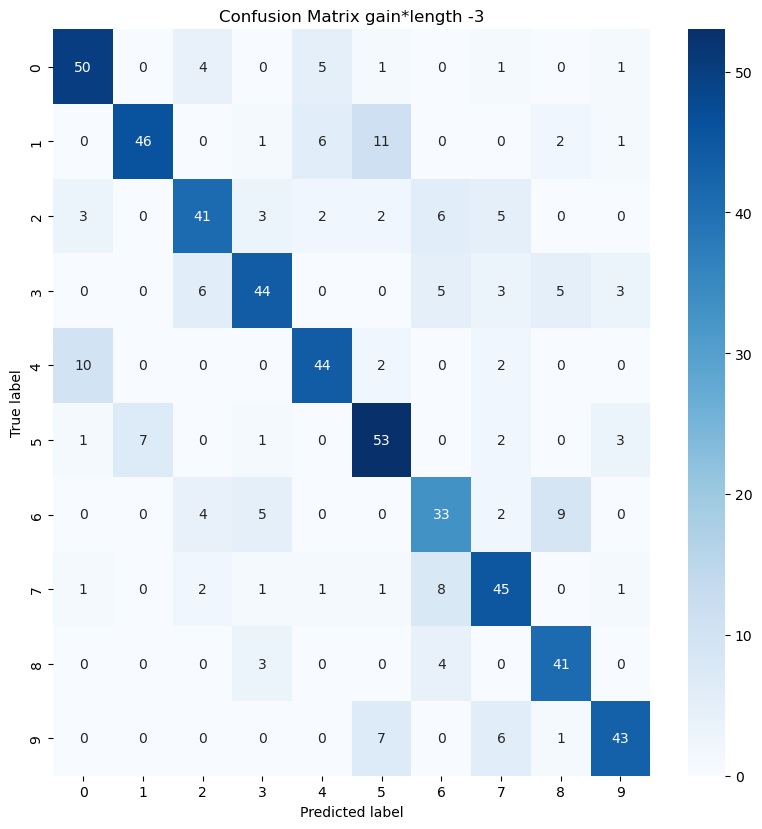 Confusion Matrix gain*length -3
0 50 0 4 0 5 1 0 1 0 1
1 0 46 0 1 6 11 0 0 2 1
2 3 0 41 3 2 2 6 5 0 0
3 0 0 6 44 0 0 5 3 5 3
4 10 0 0 0 44 2 0 2 0 0
5 1 7 0 1 0 53 0 2 0 3
6 0 0 4 5 0 0 33 2 9 0
7 1 0 2 1 1 1 8 45 0 1
8 0 0 0 3 0 0 4 0 41 0
9 0 0 0 0 0 7 0 6 1 43
0 1 2 3 4 5 6 7 8 9
Predicted label
True label
50
40
30
20
10
0